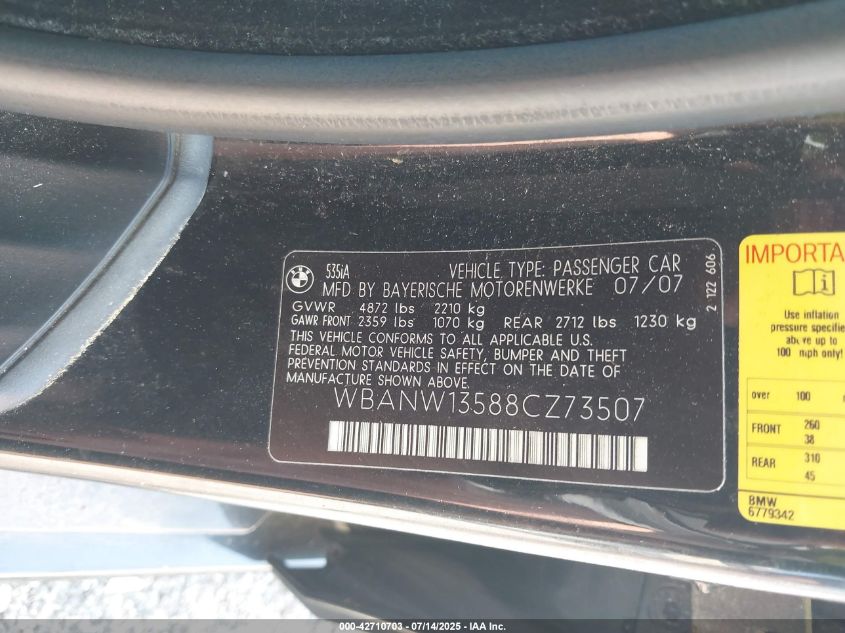 535iA VEHICLE TYPE: PASSENGER CAR
MFD BY BAYERISCHE MOTORENWERKE 07/07
GVWR 4872 lbs 2210 kg
GAWR FRONT 2359 lbs 1070 kg REAR 2712 lbs 1230 kg
THIS VEHICLE CONFORMS TO ALL APPLICABLE U.S.
FEDERAL MOTOR VEHICLE SAFETY, BUMPER AND THEFT
PREVENTION STANDARDS IN EFFECT ON THE DATE OF
MANUFACTURE SHOWN ABOVE.
WBANW13588CZ73507
2 122 606
IMPORTA
Use inflation
pressure specifie
above up to
100 mph only!
over 100
FRONT 260
38
REAR 310
45
BMW
6779342
000-42710703 - 07/14/2025 - IAA Inc.